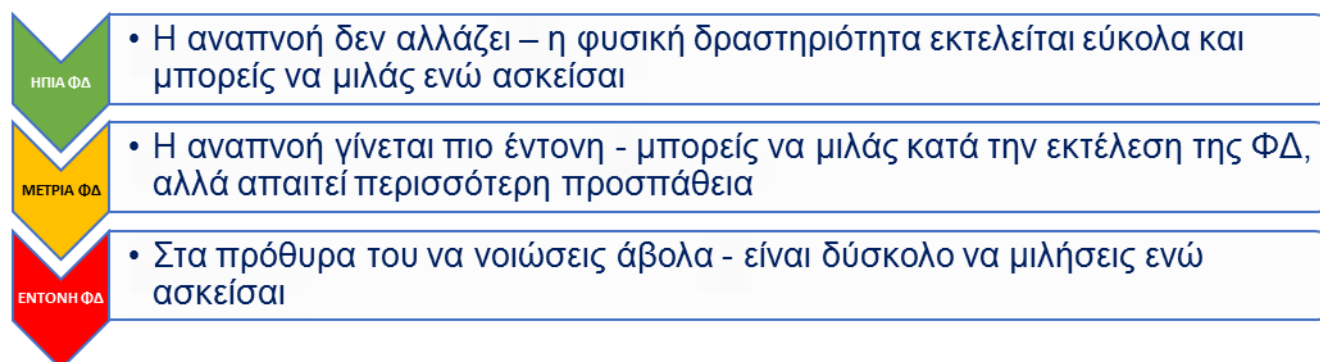 ΗΠΙΑ ΦΔ
• Η αναπνοή δεν αλλάζει – η φυσική δραστηριότητα εκτελείται εύκολα και
μπορείς να μιλάς ενώ ασκείσαι
ΜΕΤΡΙΑ ΦΔ
• Η αναπνοή γίνεται πιο έντονη - μπορείς να μιλάς κατά την εκτέλεση της ΦΔ,
αλλά απαιτεί περισσότερη προσπάθεια
ΕΝΤΟΝΗ ΦΔ
• Στα πρόθυρα του να νοιώσεις άβολα - είναι δύσκολο να μιλήσεις ενώ
ασκείσαι